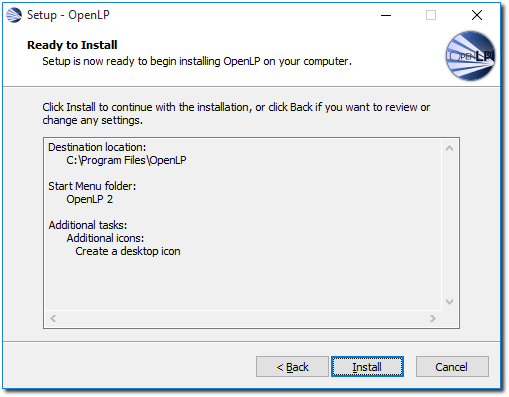 Setup - OpenLP
Ready to Install
Setup is now ready to begin installing OpenLP on your computer.
OPENLP
Click Install to continue with the installation, or click Back if you want to review or
change any settings.
Destination location:
C:\Program Files\OpenLP
Start Menu folder:
OpenLP 2
Additional tasks:
Additional icons:
Create a desktop icon
< Back
Install
Cancel